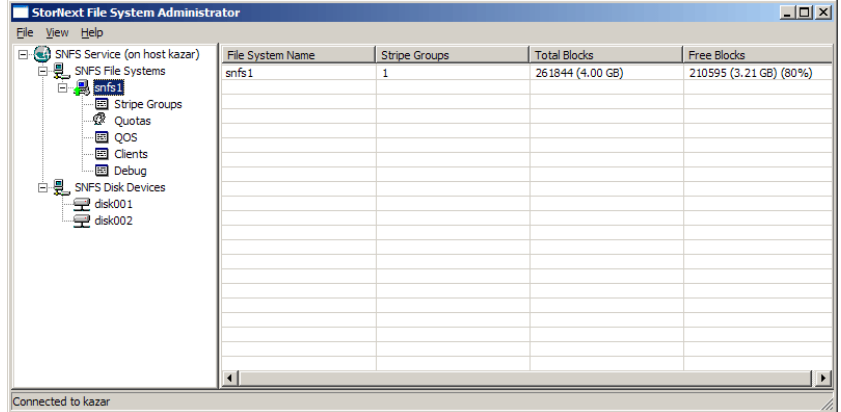 StorNext File System Administrator
File View Help
SNFS Service (on host kazar)
SNFS File Systems
snfs1
Stripe Groups
Quotas
QOS
Clients
Debug
SNFS Disk Devices
disk001
disk002
File System Name Stripe Groups Total Blocks Free Blocks
snfs1 1 261844 (4.00 GB) 210595 (3.21 GB) (80%)
Connected to kazar